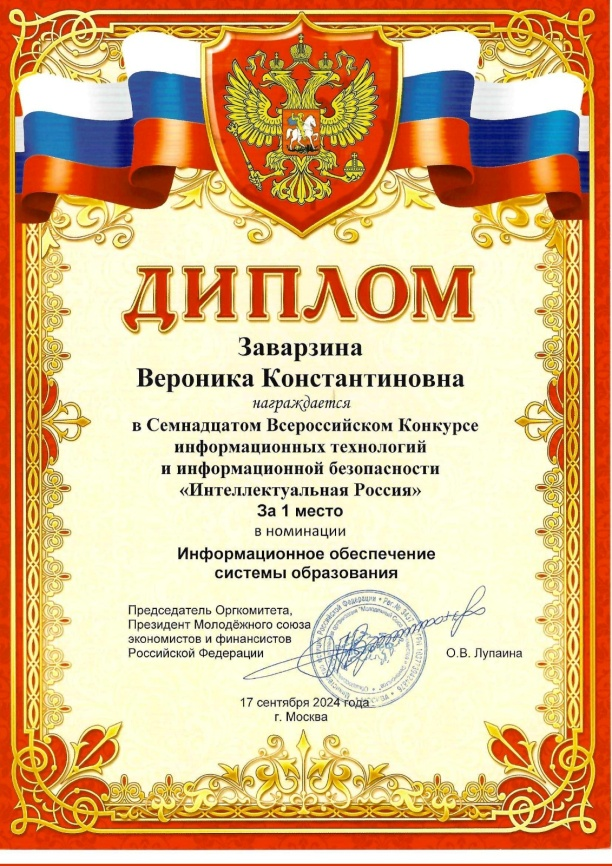 ДИПЛОМ
Заварзина
Вероника Константиновна
награждается
в Семнадцатом Всероссийском Конкурсе
информационных технологий
и информационной безопасности
«Интеллектуальная Россия»
За 1 место
в номинации
Информационное обеспечение
системы образования
Председатель Оргкомитета,
Президент Молодёжного союза
экономистов и финансистов
Российской Федерации
О.В. Лупаина
17 сентября 2024 года
г. Москва